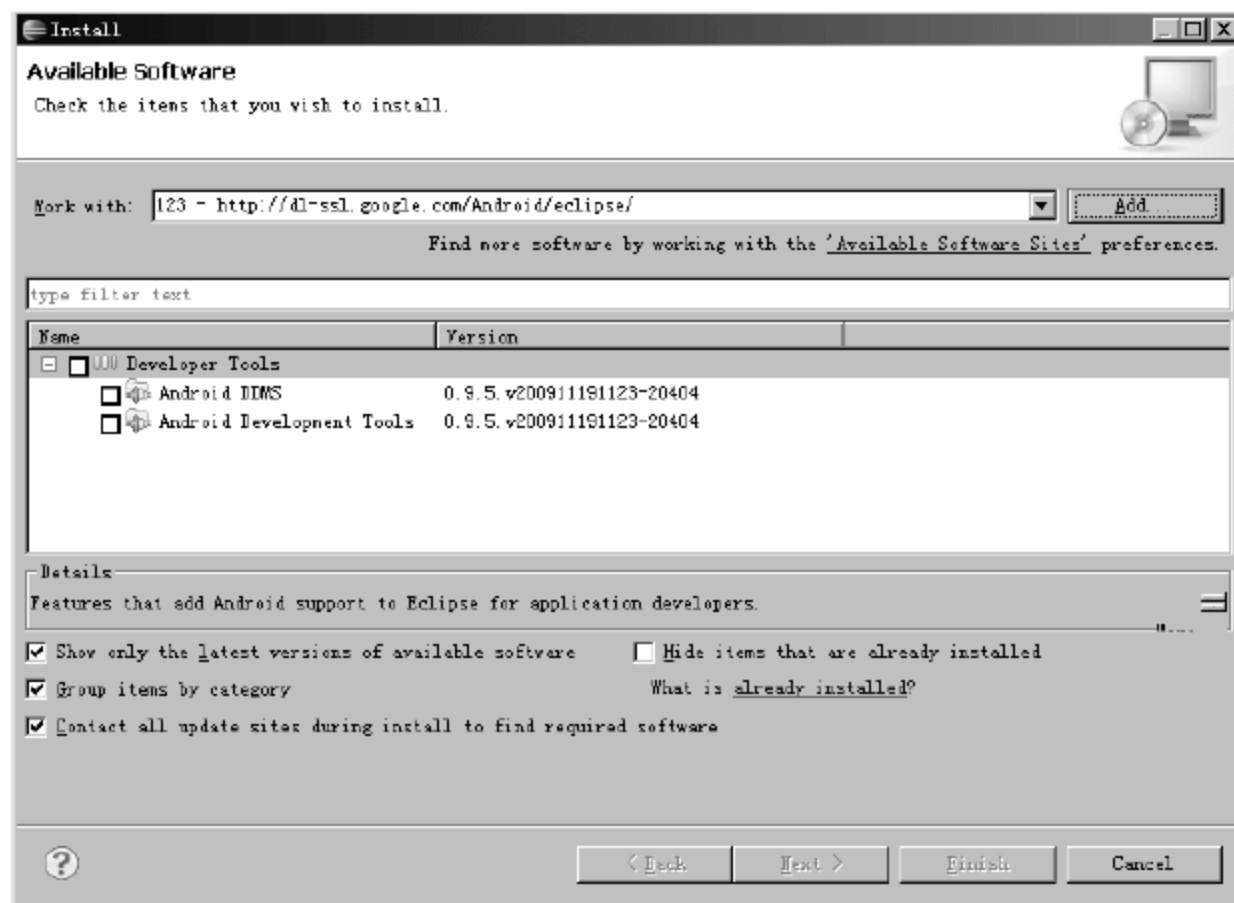 Install
Available Software
Check the items that you wish to install.
Work with: 123 - http://dl-ssl.google.com/Android/eclipse/ Add...
Find more software by working with the 'Available Software Sites' preferences.
type filter text
Name Version
Developer Tools
Android DDMS 0.9.5.v200911191123-20404
Android Development Tools 0.9.5.v200911191123-20404
Details
Features that add Android support to Eclipse for application developers.
Show only the latest versions of available software Hide items that are already installed
Group items by category What is already installed?
Contact all update sites during install to find required software
? < Back Next > Finish Cancel